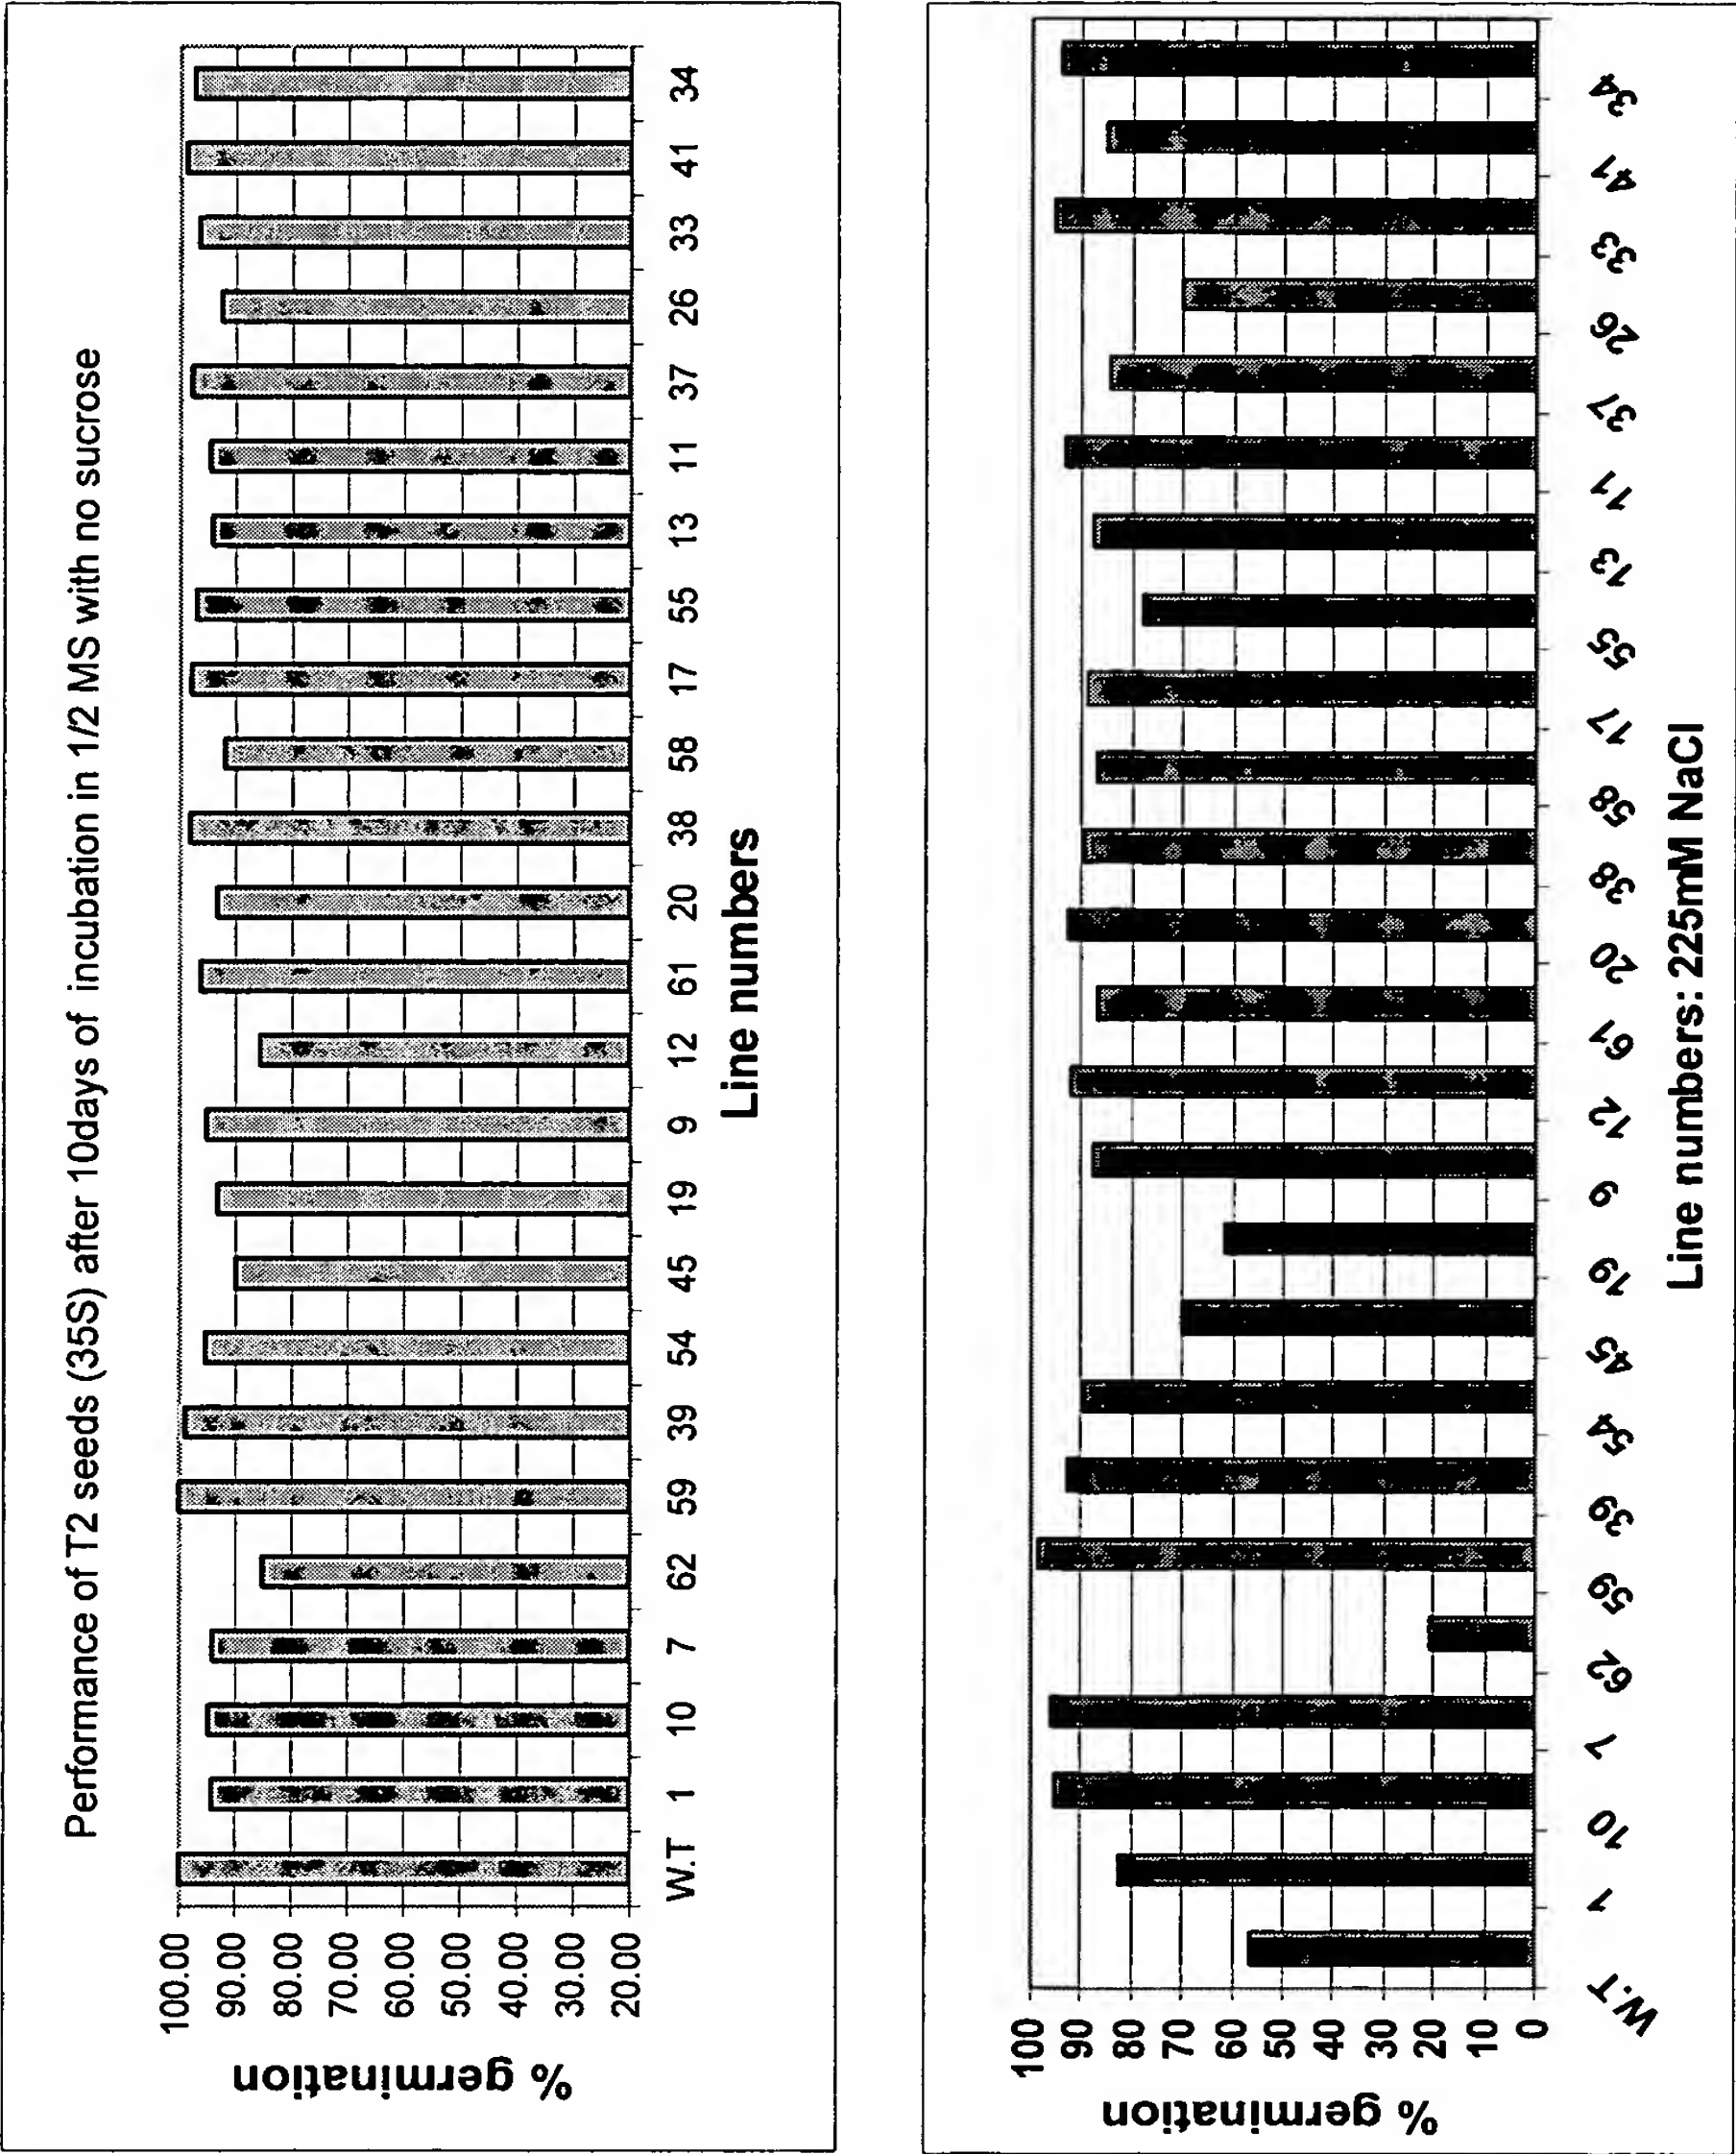 Performance of T2 seeds (35S) after 10days of incubation in 1/2 MS with no sucrose
% germination
100.00
90.00
80.00
70.00
60.00
50.00
40.00
30.00
20.00
W.T 1 10 7 62 59 39 54 45 19 9 12 61 20 38 58 17 55 13 11 37 26 33 41 34
Line numbers
% germination
100
90
80
70
60
50
40
30
20
10
0
W.T 1 10 7 62 59 39 54 45 19 9 12 61 20 38 58 17 55 13 11 37 26 33 41 34
Line numbers: 225mM NaCl